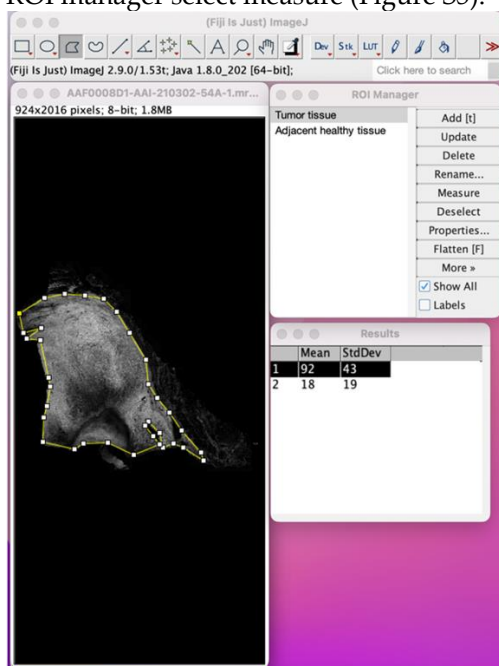 ROI manager select measure (Figure S3).
(Fiji Is Just) ImageJ
Dev Stk LUT
(Fiji Is Just) ImageJ 2.9.0/1.53t; Java 1.8.0_202 [64-bit];
Click here to search
AAF0008D1-AAI-210302-54A-1.mr...
924x2016 pixels; 8-bit; 1.8MB
ROI Manager
Tumor tissue
Adjacent healthy tissue
Add [t]
Update
Delete
Rename...
Measure
Deselect
Properties...
Flatten [F]
More »
Show All
Labels
Results
Mean StdDev
1 92 43
2 18 19